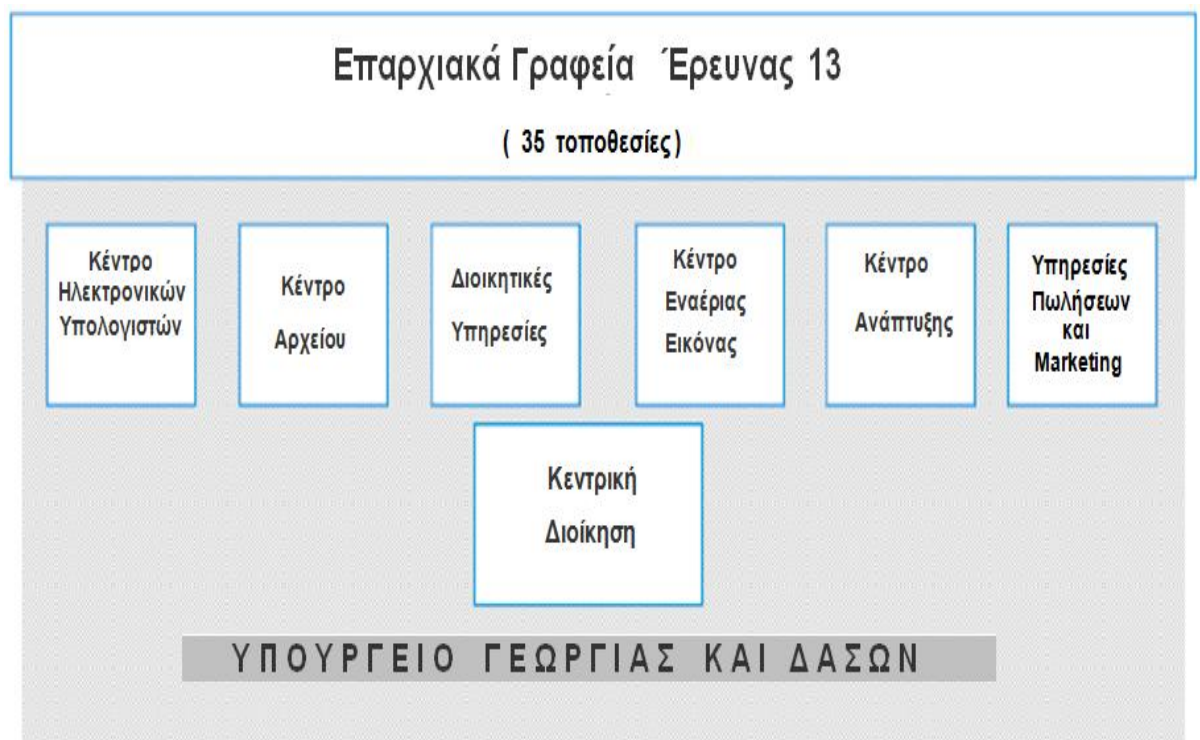 Επαρχιακά Γραφεία Έρευνας 13
( 35 τοποθεσίες )
Κέντρο
Ηλεκτρονικών
Υπολογιστών
Κέντρο
Αρχείου
Διοικητικές
Υπηρεσίες
Κέντρο
Εναέριας
Εικόνας
Κέντρο
Ανάπτυξης
Υπηρεσίες
Πωλήσεων
και
Marketing
Κεντρική
Διοίκηση
ΥΠΟΥΡΓΕΙΟ ΓΕΩΡΓΙΑΣ ΚΑΙ ΔΑΣΩΝ